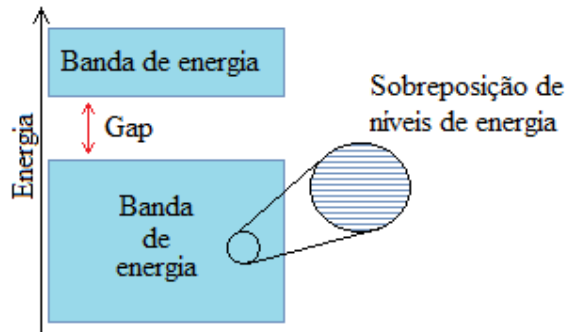 Energia
Banda de energia
Gap
Banda
de
energia
Sobreposição de
níveis de energia